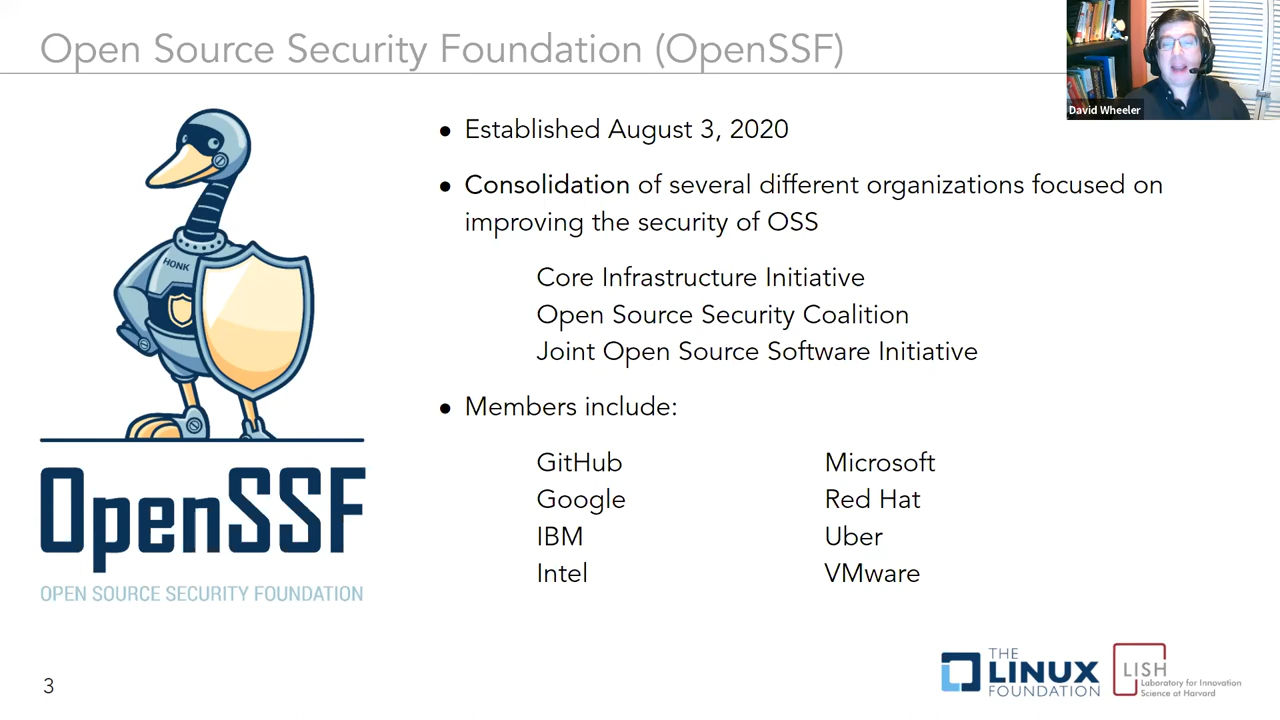 Open Source Security Foundation (OpenSSF)
David Wheeler
HONK
● Established August 3, 2020
● Consolidation of several different organizations focused on
improving the security of OSS
Core Infrastructure Initiative
Open Source Security Coalition
Joint Open Source Software Initiative
● Members include:
GitHub
Google
IBM
Intel
Microsoft
Red Hat
Uber
VMware
OpenSSF
OPEN SOURCE SECURITY FOUNDATION
3
THE
LINUX
FOUNDATION
LISH
Laboratory for Innovation
Science at Harvard